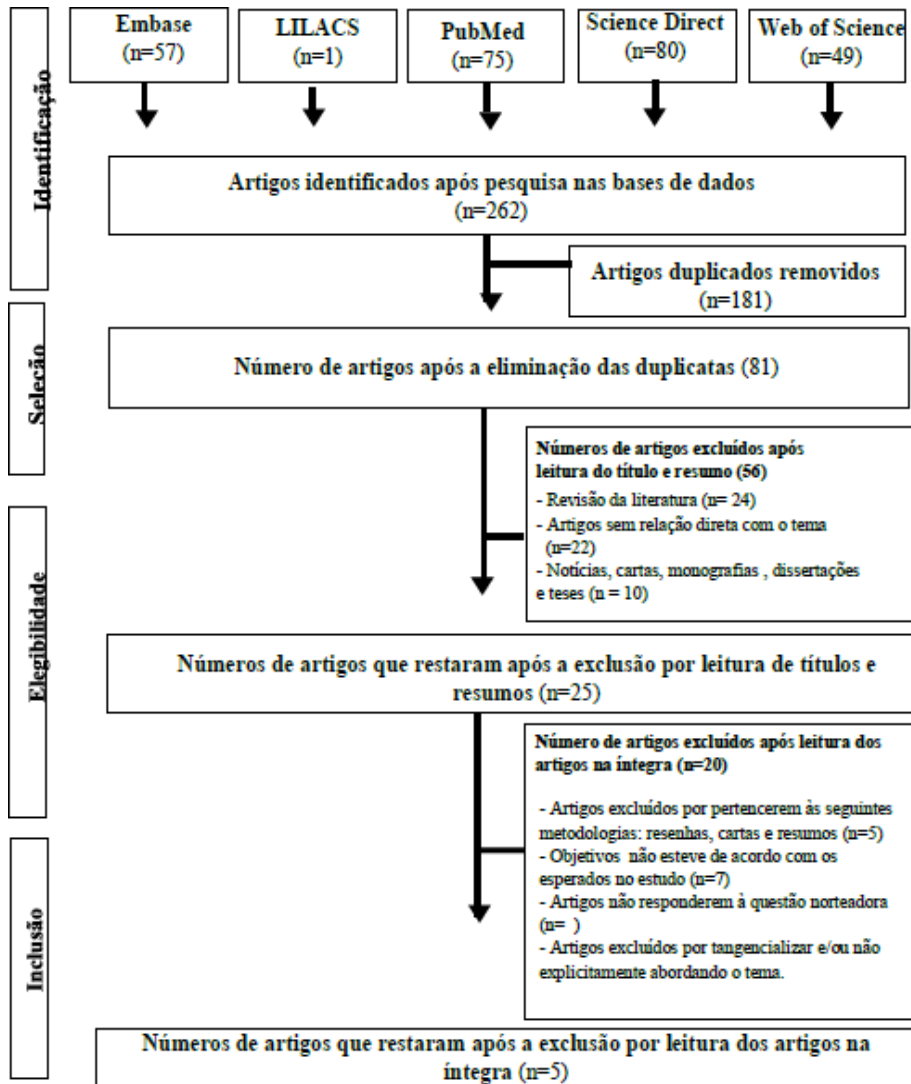 Identificação
Embase
(n=57)
LILACS
(n=1)
PubMed
(n=75)
Science Direct
(n=80)
Web of Science
(n=49)
Artigos identificados após pesquisa nas bases de dados
(n=262)
Artigos duplicados removidos
(n=181)
Seleção
Número de artigos após a eliminação das duplicatas (81)
Números de artigos excluídos após
leitura do título e resumo (56)
- Revisão da literatura (n= 24)
- Artigos sem relação direta com o tema
(n=22)
- Notícias, cartas, monografias , dissertações
e teses (n = 10)
Elegibilidade
Números de artigos que restaram após a exclusão por leitura de títulos e
resumos (n=25)
Número de artigos excluídos após leitura dos
artigos na íntegra (n=20)
- Artigos excluídos por pertencerem às seguintes
metodologias: resenhas, cartas e resumos (n=5)
- Objetivos não esteve de acordo com os
esperados no estudo (n=7)
- Artigos não responderem à questão norteadora
(n= )
- Artigos excluídos por tangencializar e/ou não
explicitamente abordando o tema.
Inclusão
Números de artigos que restaram após a exclusão por leitura dos artigos na
íntegra (n=5)